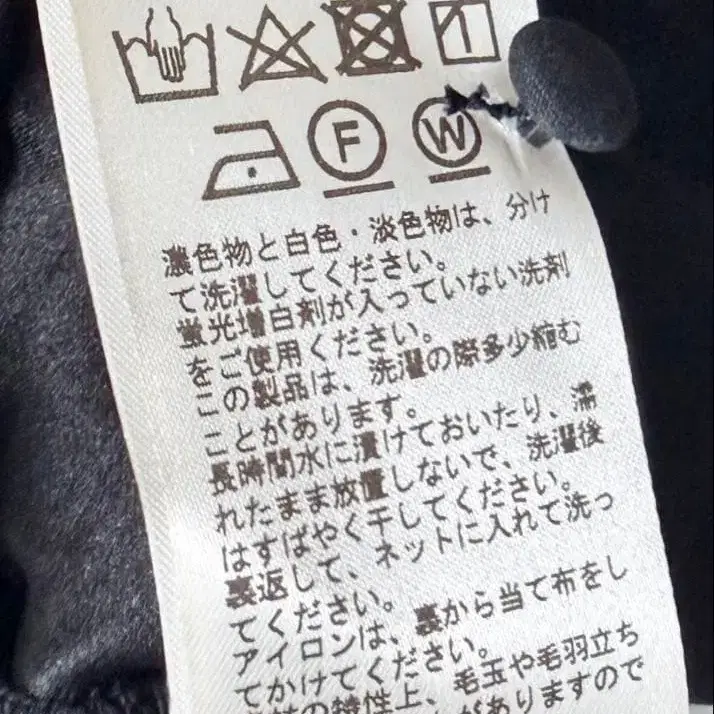 F W
濃色物と白色・淡色物は、分け
て洗濯してください。
蛍光増白剤が入っていない洗剤
をご使用ください。
この製品は、洗濯の際多少縮む
ことがあります。
長時間水に漬けておいたり、濡
れたまま放置しないで、洗濯後
はすばやく干してください。
裏返して、ネットに入れて洗っ
てください。
アイロンは、裏から当て布をし
てかけてください。
の特性上、毛玉や毛羽立ち
がありますので